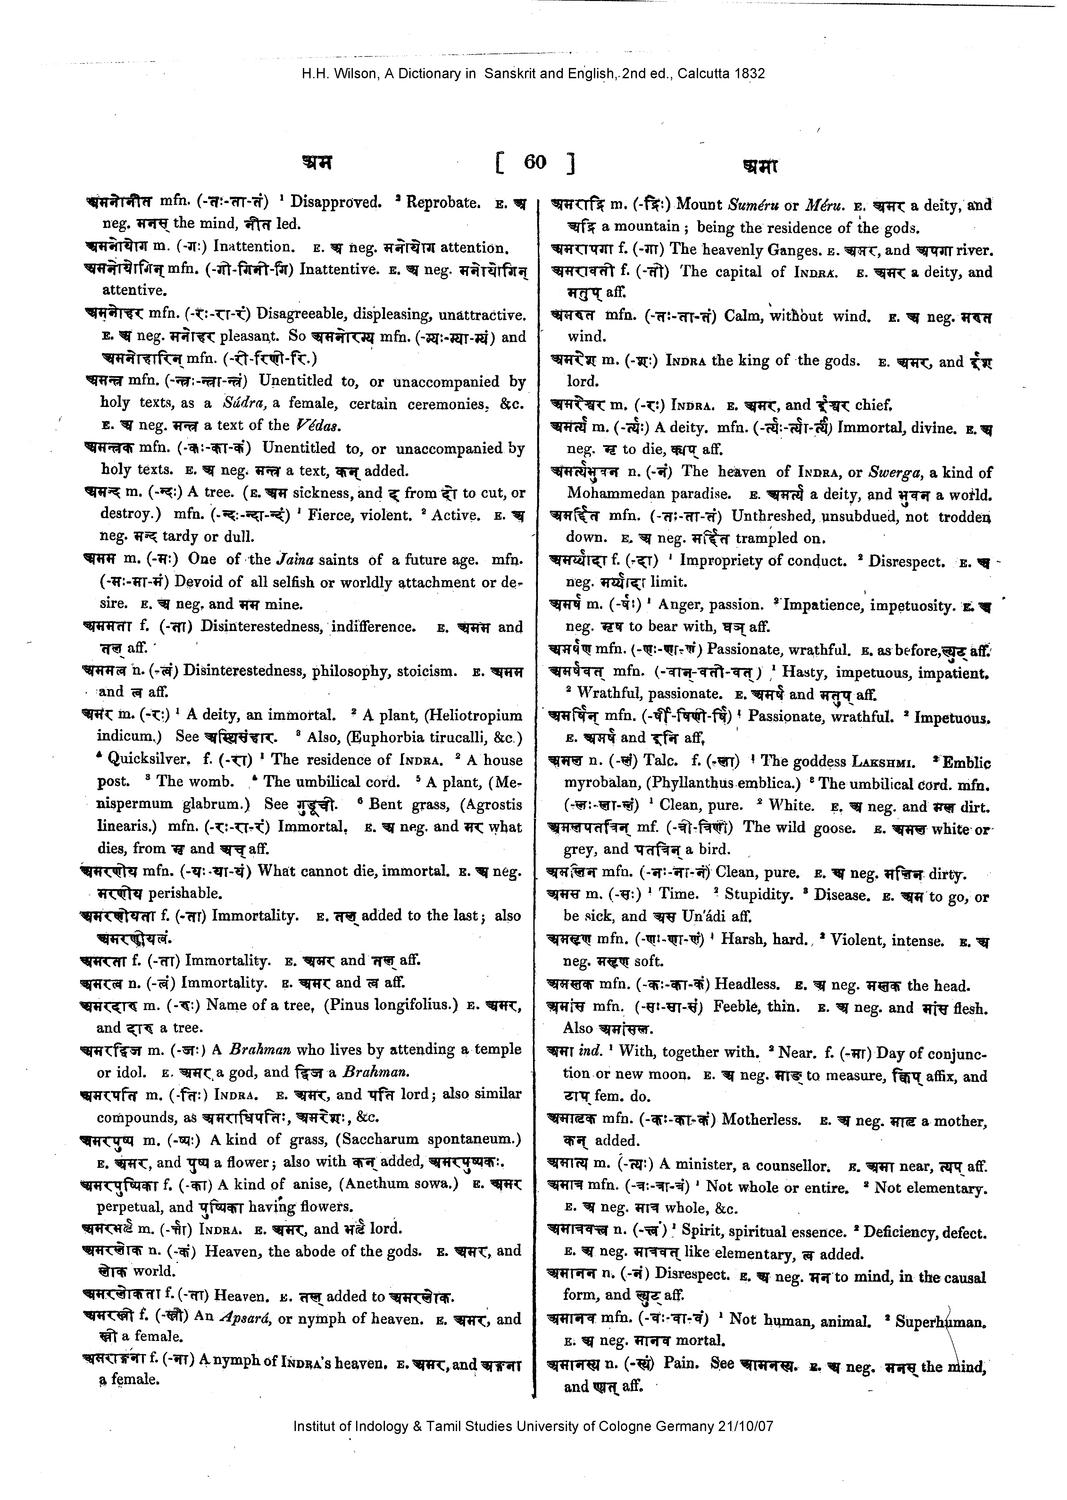 H.H. Wilson, A Dictionary in Sanskrit and English, 2nd ed., Calcutta 1832
अम [ 60 ] अमा
अमनोनीत mfn. (-तः-ता-तं) ¹ Disapproved. ² Reprobate. E. अ
neg. मनस् the mind, नीत led.
अमनोयोग m. (-गः) Inattention. E. अ neg. मनोयोग attention.
अमनोयोगिन् mfn. (-गी-गिनी-गि) Inattentive. E. अ neg. मनोयोगिन्
attentive.
अमनोहर mfn. (-रः-रा-रं) Disagreeable, displeasing, unattractive.
E. अ neg. मनोहर pleasant. So अमनोरम्य mfn. (-म्यः-म्या-म्यं) and
अमनोहारिन् mfn. (-री-रिणी-रि.)
अमन्त्र mfn. (-न्त्रः-न्त्रा-न्त्रं) Unentitled to, or unaccompanied by
holy texts, as a Súdra, a female, certain ceremonies, &c.
E. अ neg. मन्त्र a text of the Védas.
अमन्त्रक mfn. (-कः-का-कं) Unentitled to, or unaccompanied by
holy texts. E. अ neg. मन्त्र a text, कन् added.
अमन्द m. (-न्दः) A tree. (E. अम sickness, and द from दो to cut, or
destroy.) mfn. (-न्दः-न्दा-न्दं) ¹ Fierce, violent. ² Active. E. अ
neg. मन्द tardy or dull.
अमम m. (-मः) One of the Jaina saints of a future age. mfn.
(-मः-मा-मं) Devoid of all selfish or worldly attachment or de-
sire. E. अ neg. and मम mine.
अममता f. (-ता) Disinterestedness, indifference. E. अमम and
तल् aff.
अममत्व n. (-त्वं) Disinterestedness, philosophy, stoicism. E. अमम
and त्व aff.
अमर m. (-रः) ¹ A deity, an immortal. ² A plant, (Heliotropium
indicum.) See अस्थिसंहार. ³ Also, (Euphorbia tirucalli, &c.)
⁴ Quicksilver. f. (-रा) ¹ The residence of INDRA. ² A house
post. ³ The womb. ⁴ The umbilical cord. ⁵ A plant, (Me-
nispermum glabrum.) See गुडूची. ⁶ Bent grass, (Agrostis
linearis.) mfn. (-रः-रा-रं) Immortal. E. अ neg. and मर what
dies, from मृ and अच् aff.
अमरणीय mfn. (-यः-या-यं) What cannot die, immortal. E. अ neg.
मरणीय perishable.
अमरणीयता f. (-ता) Immortality. E. तल् added to the last; also
अमरणीयत्वं.
अमरता f. (-ता) Immortality. E. अमर and तल् aff.
अमरत्व n. (-त्वं) Immortality. E. अमर and त्व aff.
अमरदारु m. (-रुः) Name of a tree, (Pinus longifolius.) E. अमर,
and दारु a tree.
अमरद्विज m. (-जः) A Brahman who lives by attending a temple
or idol. E. अमर a god, and द्विज a Brahman.
अमरपति m. (-तिः) INDRA. E. अमर, and पति lord; also similar
compounds, as अमराधिपतिः, अमरेशः, &c.
अमरपुष्प m. (-ष्पः) A kind of grass, (Saccharum spontaneum.)
E. अमर, and पुष्प a flower; also with कन् added, अमरपुष्पकः.
अमरपुष्पिका f. (-का) A kind of anise, (Anethum sowa.) E. अमर
perpetual, and पुष्पिका having flowers.
अमरभर्तृ m. (-र्त्ता) INDRA. E. अमर, and भर्तृ lord.
अमरलोक n. (-कं) Heaven, the abode of the gods. E. अमर, and
लोक world.
अमरलोकता f. (-ता) Heaven. E. तल् added to अमरलोक.
अमरस्त्री f. (-स्त्री) An Apsará, or nymph of heaven. E. अमर, and
स्त्री a female.
अमराङ्गना f. (-ना) A nymph of INDRA's heaven. E. अमर, and अङ्गना
a female.
अमराद्रि m. (-द्रिः) Mount Suméru or Méru. E. अमर a deity, and
अद्रि a mountain; being the residence of the gods.
अमरापगा f. (-गा) The heavenly Ganges. E. अमर, and अपगा river.
अमरावती f. (-ती) The capital of INDRA. E. अमर a deity, and
मतुप् aff.
अमरुत mfn. (-तः-ता-तं) Calm, without wind. E. अ neg. मरुत
wind.
अमरेश m. (-शः) INDRA the king of the gods. E. अमर, and ईश
lord.
अमरेश्वर m. (-रः) INDRA. E. अमर, and ईश्वर chief.
अमर्त्य m. (-र्त्यः) A deity. mfn. (-र्त्यः-र्त्या-र्त्यं) Immortal, divine. E. अ
neg. मृ to die, क्यप् aff.
अमर्त्यभुवन n. (-नं) The heaven of INDRA, or Swerga, a kind of
Mohammedan paradise. E. अमर्त्य a deity, and भुवन a world.
अमर्द्दित mfn. (-तः-ता-तं) Unthreshed, unsubdued, not trodden
down. E. अ neg. मर्द्दित trampled on.
अमर्य्यादा f. (-दा) ¹ Impropriety of conduct. ² Disrespect. E. अ
neg. मर्य्यादा limit.
अमर्ष m. (-र्षः) ¹ Anger, passion. ² Impatience, impetuosity. E. अ
neg. मृष to bear with, घञ् aff.
अमर्षण mfn. (-णः-णा-णं) Passionate, wrathful. E. as before, ल्युट् aff.
अमर्षवत् mfn. (-वान्-वती-वत्) ¹ Hasty, impetuous, impatient.
² Wrathful, passionate. E. अमर्ष and मतुप् aff.
अमर्षिन् mfn. (-र्षी-र्षिणी-र्षि) ¹ Passionate, wrathful. ² Impetuous.
E. अमर्ष and इनि aff,
अमल n. (-लं) Talc. f. (-ला) ¹ The goddess LAKSHMI. ² Emblic
myrobalan, (Phyllanthus emblica.) ³ The umbilical cord. mfn.
(-लः-ला-लं) ¹ Clean, pure. ² White. E. अ neg. and मल dirt.
अमलपतत्रिन् mf. (-त्री-त्रिणी) The wild goose. E. अमल white or
grey, and पतत्रिन् a bird.
अमलिन mfn. (-नः-ना-नं) Clean, pure. E. अ neg. मलिन dirty.
अमस m. (-सः) ¹ Time. ² Stupidity. ³ Disease. E. अम to go, or
be sick, and अस Un'ádi aff.
अमसृण mfn. (-णः-णा-णं) ¹ Harsh, hard. ² Violent, intense. E. अ
neg. मसृण soft.
अमस्तक mfn. (-कः-का-कं) Headless. E. अ neg. मस्तक the head.
अमांस mfn. (-सः-सा-सं) Feeble, thin. E. अ neg. and मांस flesh.
Also अमांसल.
अमा ind. ¹ With, together with. ² Near. f. (-मा) Day of conjunc-
tion or new moon. E. अ neg. माङ् to measure, क्विप् affix, and
टाप् fem. do.
अमातृक mfn. (-कः-का-कं) Motherless. E. अ neg. मातृ a mother,
कन् added.
अमात्य m. (-त्यः) A minister, a counsellor. E. अमा near, त्यप् aff.
अमात्र mfn. (-त्रः-त्रा-त्रं) ¹ Not whole or entire. ² Not elementary.
E. अ neg. मात्र whole, &c.
अमात्रवत्त्व n. (-त्त्वं) ¹ Spirit, spiritual essence. ² Deficiency, defect.
E. अ neg. मात्रवत् like elementary, त्व added.
अमानन n. (-नं) Disrespect. E. अ neg. मन to mind, in the causal
form, and ल्युट् aff.
अमानव mfn. (-वः-वा-वं) ¹ Not human, animal. ² Superhuman.
E. अ neg. मानव mortal.
अमानस्य n. (-स्यं) Pain. See आमनस्य. E. अ neg. मनस् the mind,
and ष्यत् aff.
Institut of Indology & Tamil Studies University of Cologne Germany 21/10/07